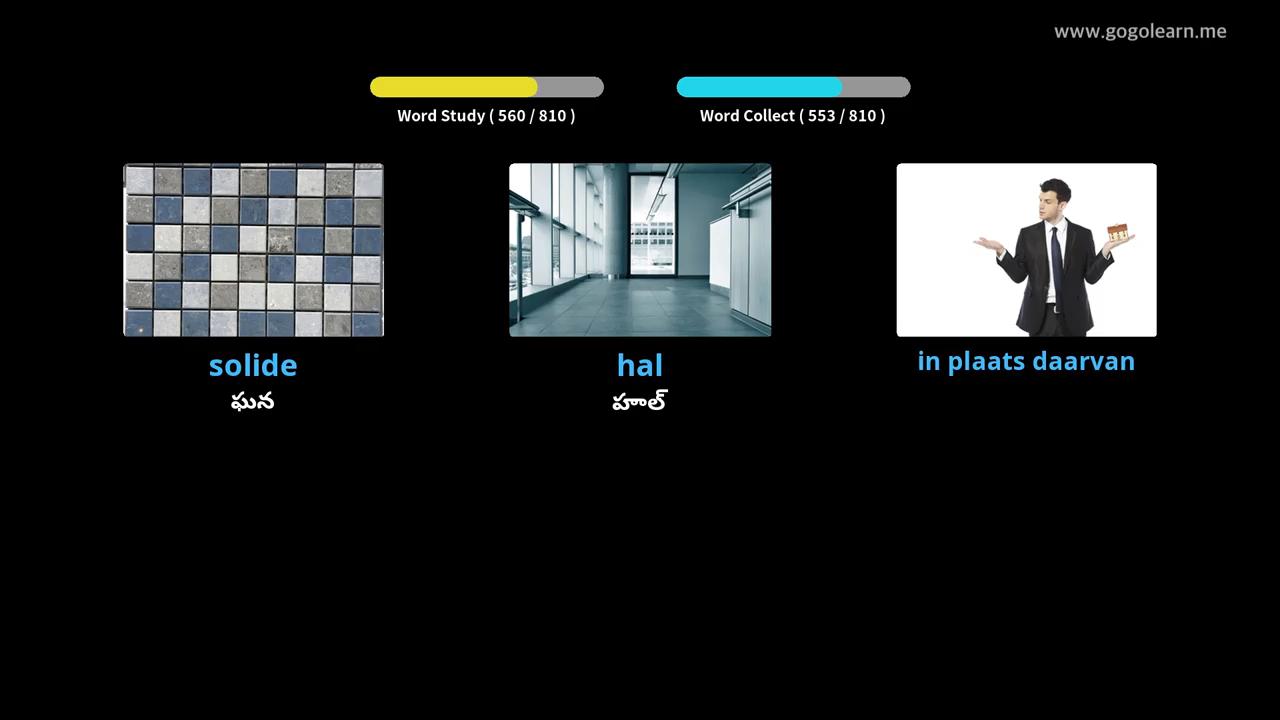 www.gogolearn.me
Word Study ( 560 / 810 )
Word Collect ( 553 / 810 )
solide
ఘన
hal
హాల్
in plaats daarvan